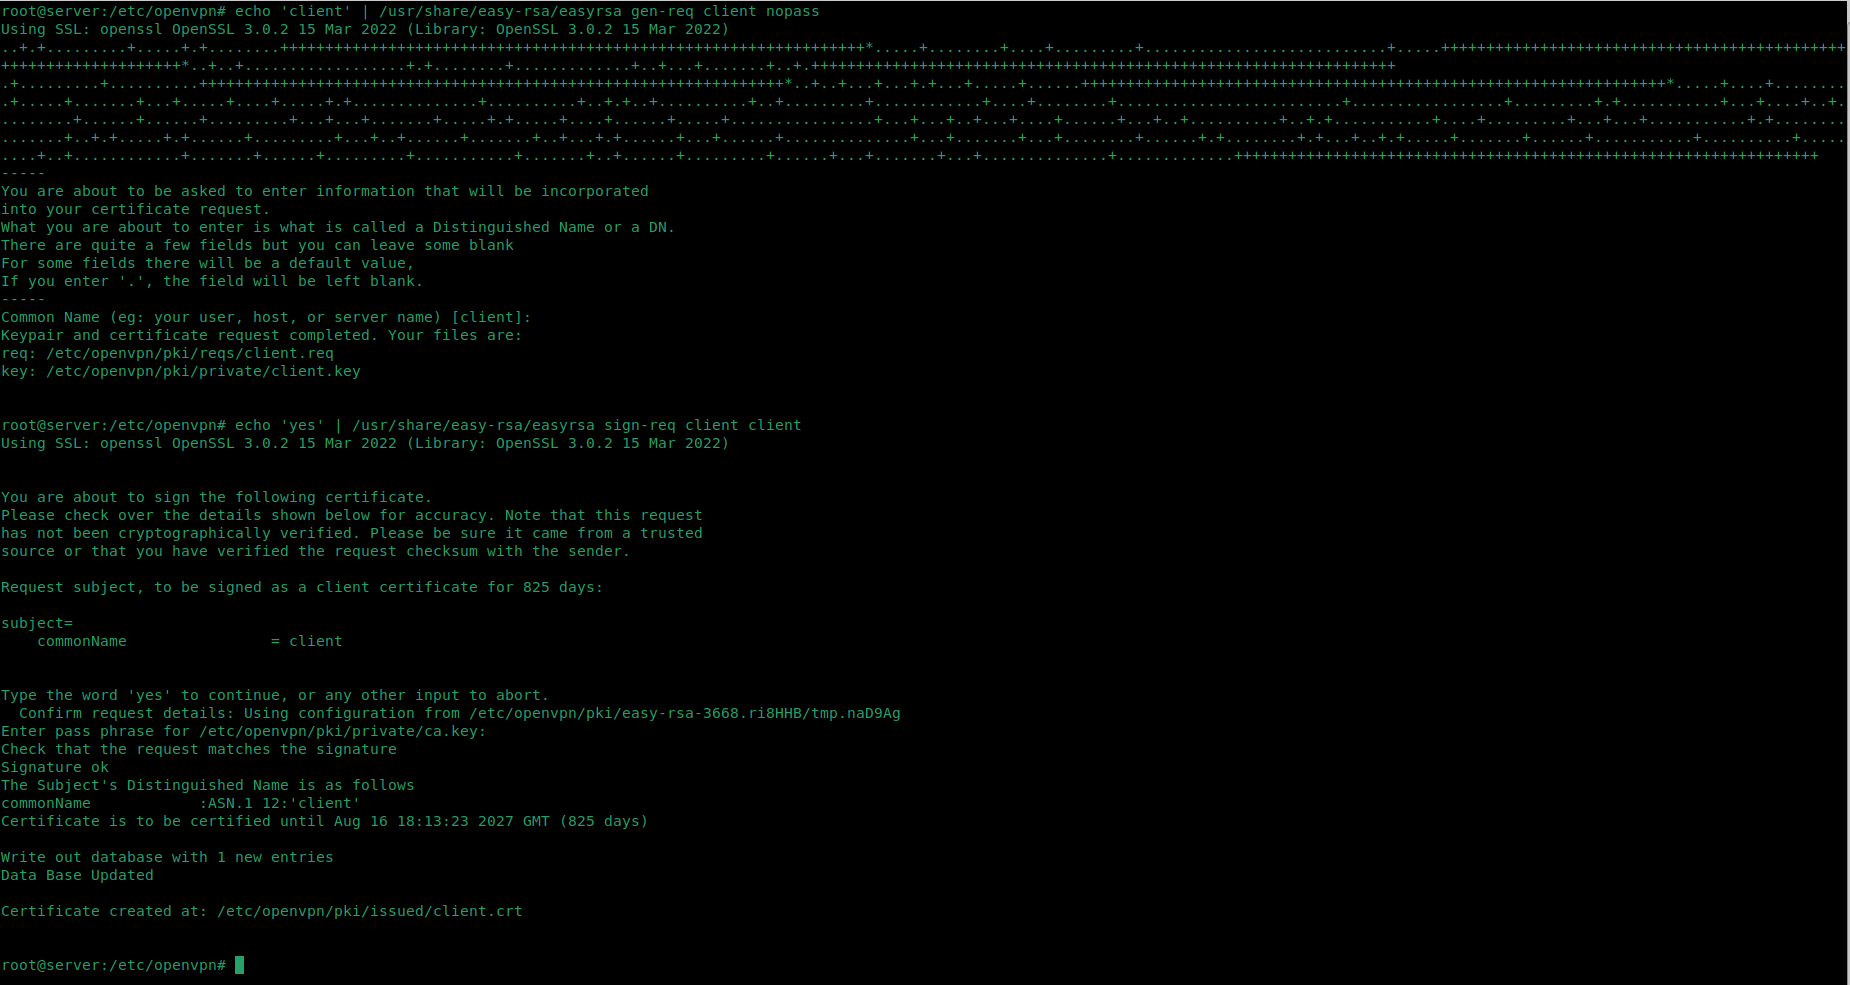 root@server:/etc/openvpn# echo 'client' | /usr/share/easy-rsa/easyrsa gen-req client nopass
Using SSL: openssl OpenSSL 3.0.2 15 Mar 2022 (Library: OpenSSL 3.0.2 15 Mar 2022)
-----
You are about to be asked to enter information that will be incorporated
into your certificate request.
What you are about to enter is what is called a Distinguished Name or a DN.
There are quite a few fields but you can leave some blank
For some fields there will be a default value,
If you enter '.', the field will be left blank.
-----
Common Name (eg: your user, host, or server name) [client]:
Keypair and certificate request completed. Your files are:
req: /etc/openvpn/pki/reqs/client.req
key: /etc/openvpn/pki/private/client.key
root@server:/etc/openvpn# echo 'yes' | /usr/share/easy-rsa/easyrsa sign-req client client
Using SSL: openssl OpenSSL 3.0.2 15 Mar 2022 (Library: OpenSSL 3.0.2 15 Mar 2022)
You are about to sign the following certificate.
Please check over the details shown below for accuracy. Note that this request
has not been cryptographically verified. Please be sure it came from a trusted
source or that you have verified the request checksum with the sender.
Request subject, to be signed as a client certificate for 825 days:
subject=
    commonName                = client
Type the word 'yes' to continue, or any other input to abort.
  Confirm request details: Using configuration from /etc/openvpn/pki/easy-rsa-3668.ri8HHB/tmp.naD9Ag
Enter pass phrase for /etc/openvpn/pki/private/ca.key:
Check that the request matches the signature
Signature ok
The Subject's Distinguished Name is as follows
commonName            :ASN.1 12:'client'
Certificate is to be certified until Aug 16 18:13:23 2027 GMT (825 days)
Write out database with 1 new entries
Data Base Updated
Certificate created at: /etc/openvpn/pki/issued/client.crt
root@server:/etc/openvpn#